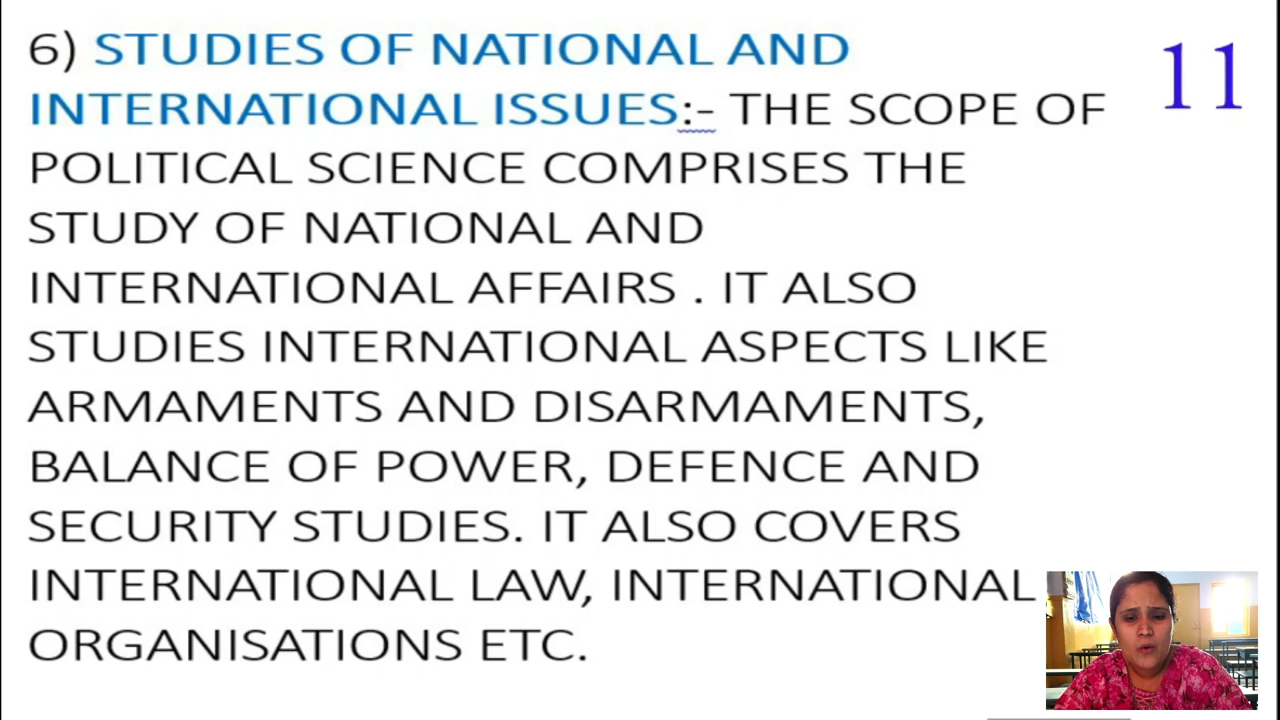 6) STUDIES OF NATIONAL AND
INTERNATIONAL ISSUES:- THE SCOPE OF
POLITICAL SCIENCE COMPRISES THE
STUDY OF NATIONAL AND
INTERNATIONAL AFFAIRS . IT ALSO
STUDIES INTERNATIONAL ASPECTS LIKE
ARMAMENTS AND DISARMAMENTS,
BALANCE OF POWER, DEFENCE AND
SECURITY STUDIES. IT ALSO COVERS
INTERNATIONAL LAW, INTERNATIONAL
ORGANISATIONS ETC.
11